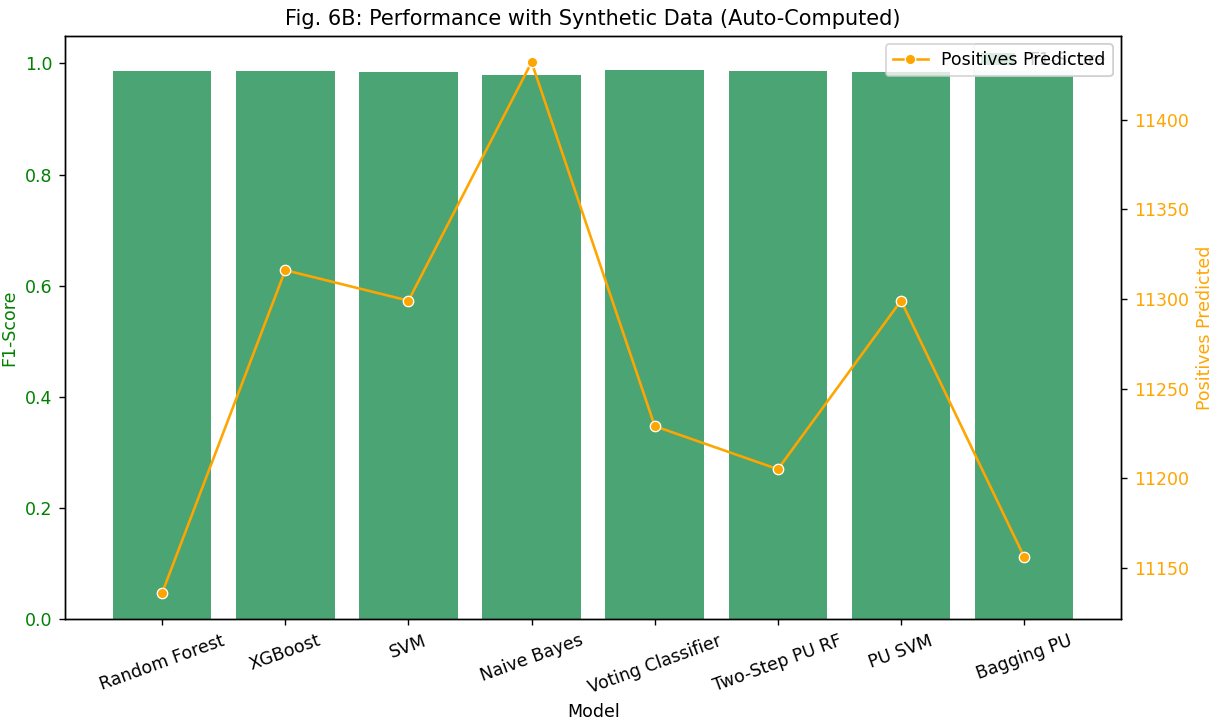 Fig. 6B: Performance with Synthetic Data (Auto-Computed)
Positives Predicted
1.0
0.8
0.6
0.4
0.2
0.0
F1-Score
11400
11350
11300
11250
11200
11150
Positives Predicted
Random Forest
XGBoost
SVM
Naive Bayes
Voting Classifier
Two-Step PU RF
PU SVM
Bagging PU
Model